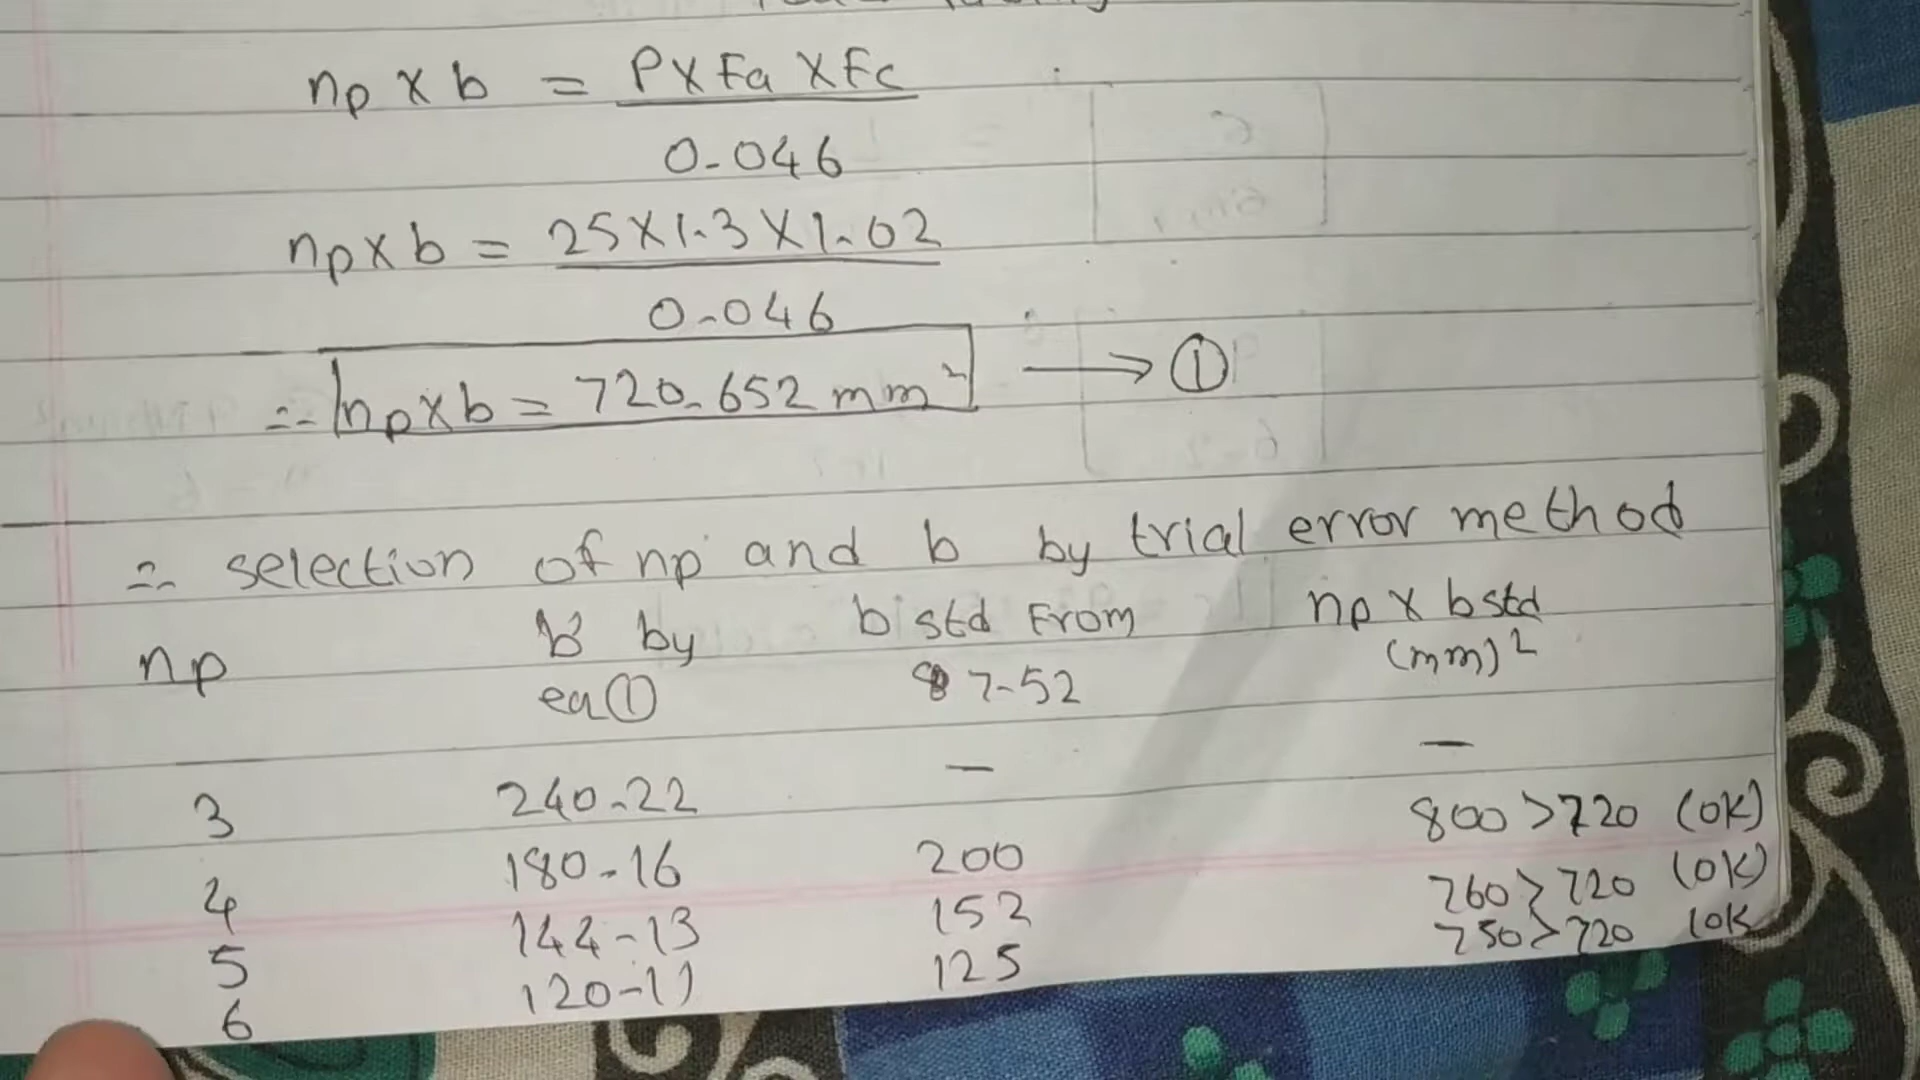 np x b = P x Fa x Fc
0.046
np x b = 25 x 1.3 x 1.02
0.046
∴ np x b = 720.652 mm² → ①
∴ selection of np and b by trial error method
np b by eq ① b std From 7-52 np x b std (mm)²
3 240.22 — —
4 180.16 200 800 > 720 (OK)
5 144.13 152 760 > 720 (OK)
6 120.11 125 750 > 720 (OK